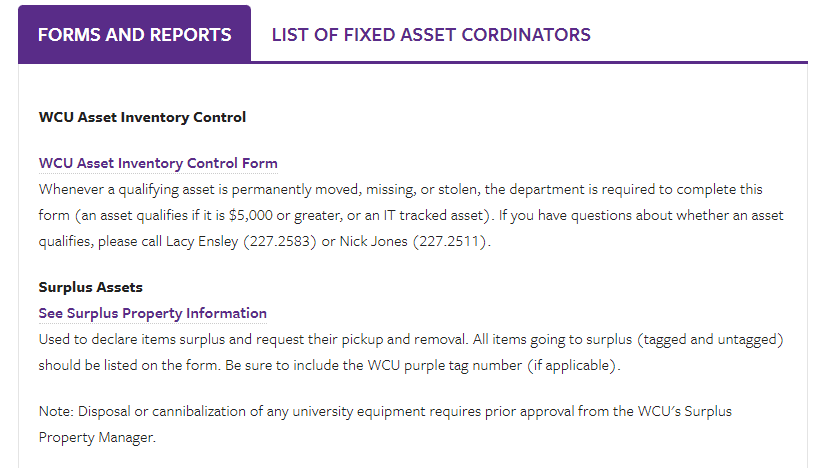 FORMS AND REPORTS
LIST OF FIXED ASSET CORDINATORS
WCU Asset Inventory Control
WCU Asset Inventory Control Form
Whenever a qualifying asset is permanently moved, missing, or stolen, the department is required to complete this
form (an asset qualifies if it is $5,000 or greater, or an IT tracked asset). If you have questions about whether an asset
qualifies, please call Lacy Ensley (227.2583) or Nick Jones (227.2511).
Surplus Assets
See Surplus Property Information
Used to declare items surplus and request their pickup and removal. All items going to surplus (tagged and untagged)
should be listed on the form. Be sure to include the WCU purple tag number (if applicable).
Note: Disposal or cannibalization of any university equipment requires prior approval from the WCU's Surplus
Property Manager.